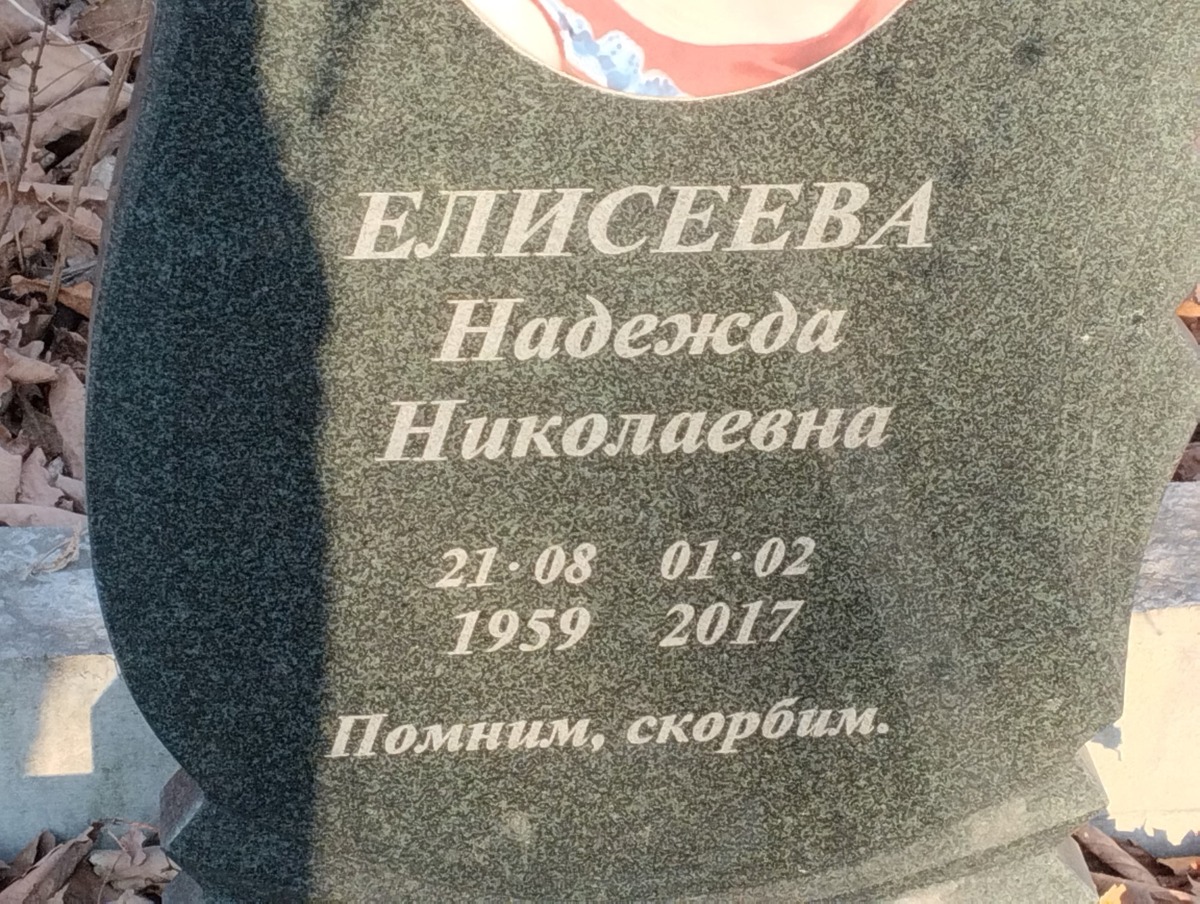 ЕЛИСЕЕВА
Надежда
Николаевна
21·08 01·02
1959 2017
Помним, скорбим.